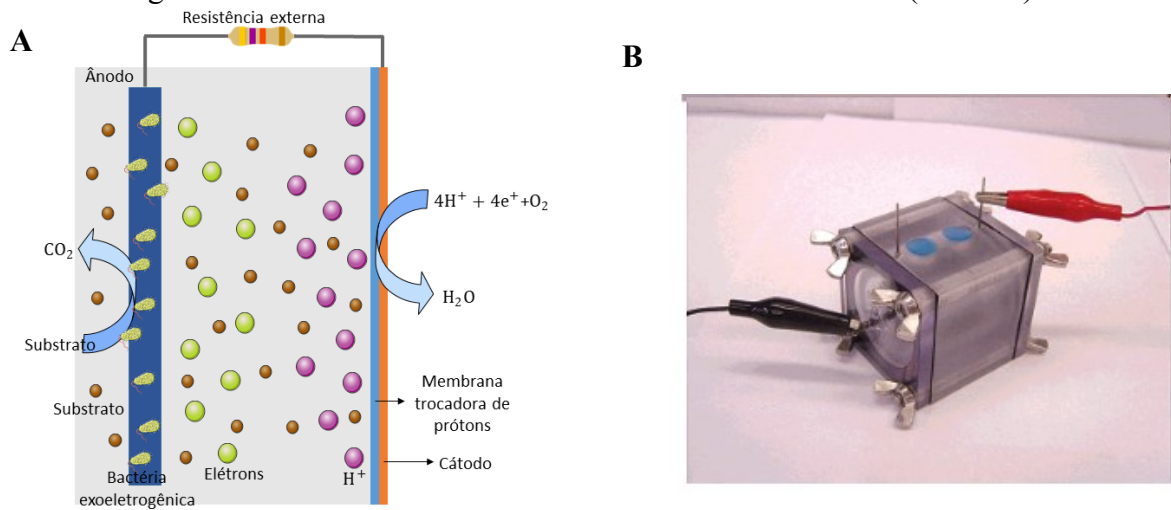 Resistência externa
A
B
Ânodo
4H⁺ + 4e⁺+O₂
CO₂
H₂O
Substrato
Substrato
Membrana
trocadora de
prótons
Cátodo
Elétrons
H⁺
Bactéria
exoeletrogênica